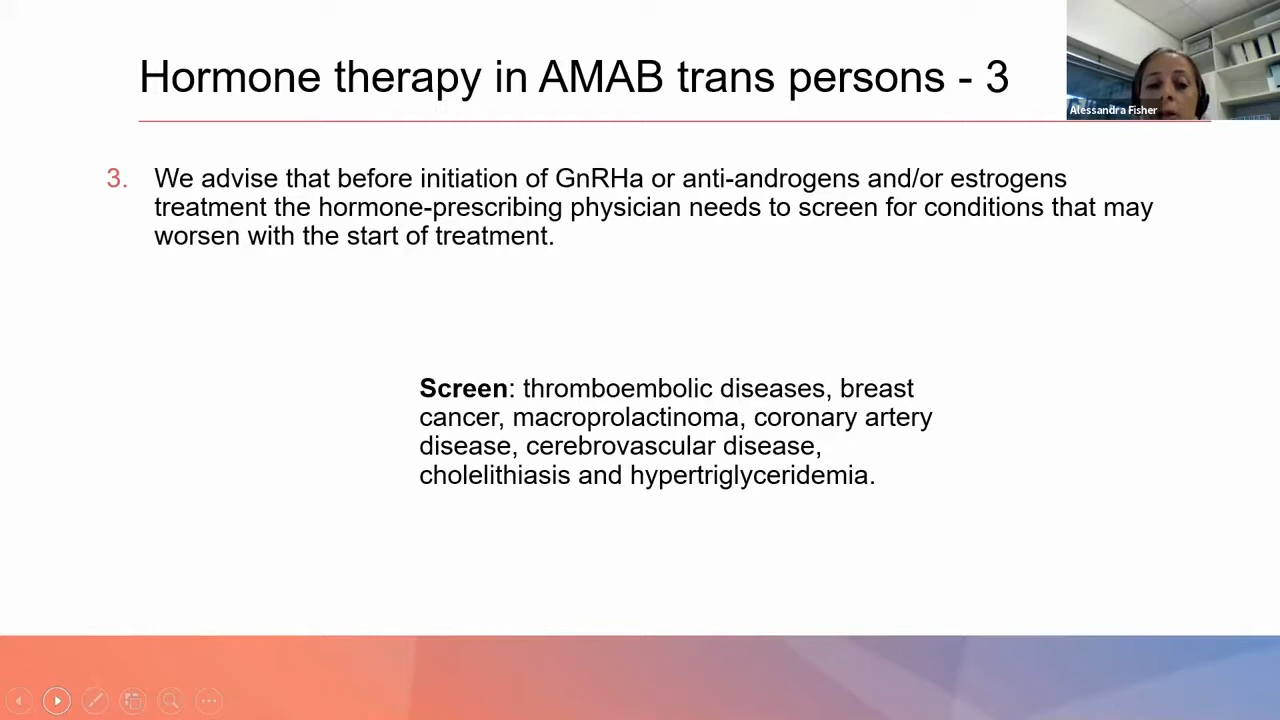 Hormone therapy in AMAB trans persons - 3
Alessandra Fisher
3. We advise that before initiation of GnRHa or anti-androgens and/or estrogens
treatment the hormone-prescribing physician needs to screen for conditions that may
worsen with the start of treatment.
Screen: thromboembolic diseases, breast
cancer, macroprolactinoma, coronary artery
disease, cerebrovascular disease,
cholelithiasis and hypertriglyceridemia.